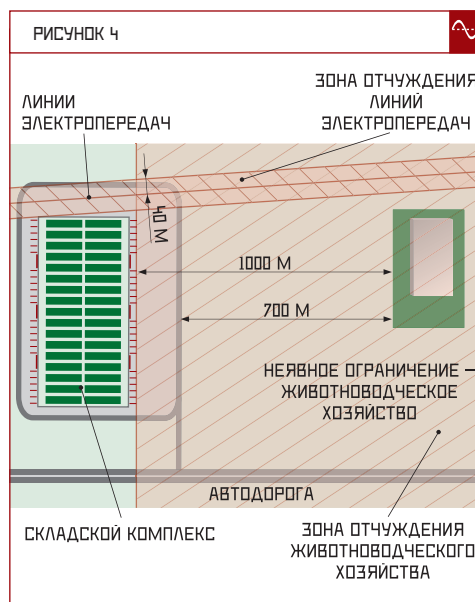 РИСУНОК 4
ЗОНА ОТЧУЖДЕНИЯ
ЛИНИЙ
ЭЛЕКТРОПЕРЕДАЧ
ЛИНИИ
ЭЛЕКТРОПЕРЕДАЧ
40 М
1000 М
700 М
НЕЯВНОЕ ОГРАНИЧЕНИЕ –
ЖИВОТНОВОДЧЕСКОЕ
ХОЗЯЙСТВО
АВТОДОРОГА
СКЛАДСКОЙ КОМПЛЕКС
ЗОНА ОТЧУЖДЕНИЯ
ЖИВОТНОВОДЧЕСКОГО
ХОЗЯЙСТВА